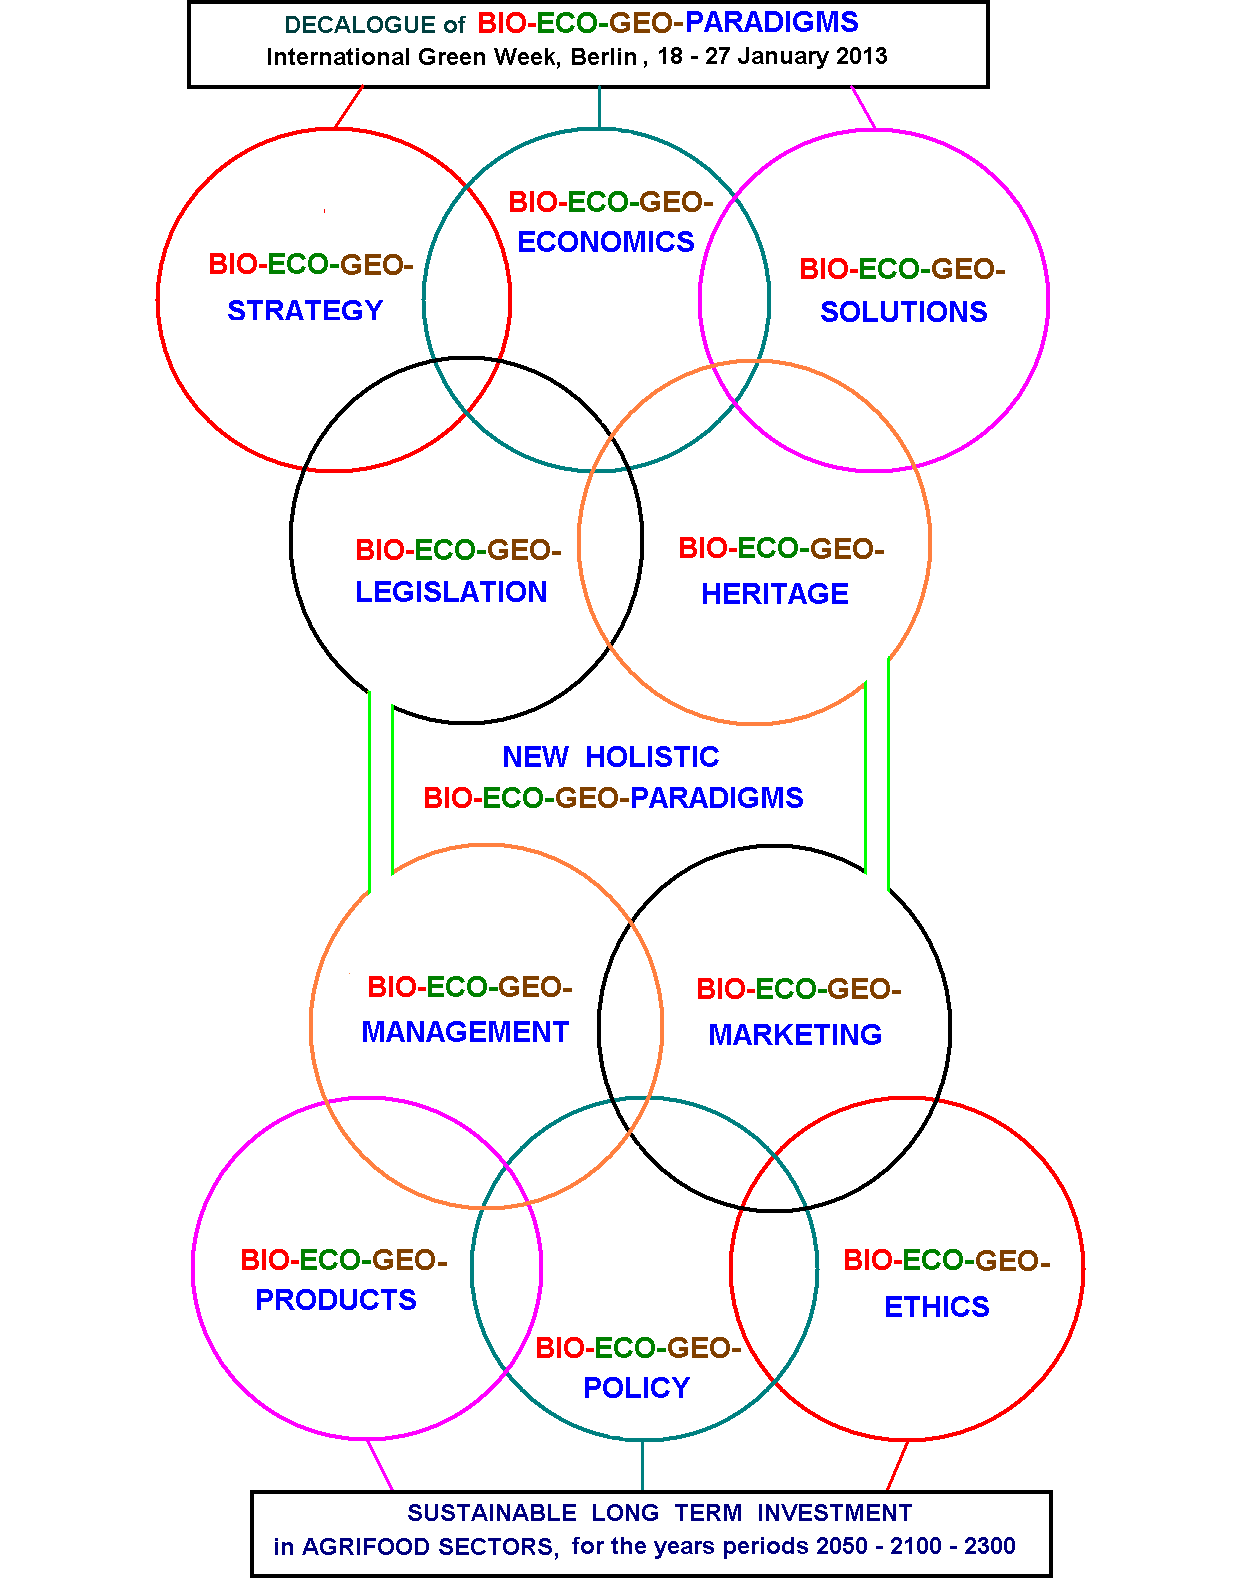 DECALOGUE of BIO-ECO-GEO-PARADIGMS
International Green Week, Berlin , 18 - 27 January 2013
BIO-ECO-GEO-
ECONOMICS
BIO-ECO-GEO-
STRATEGY
BIO-ECO-GEO-
SOLUTIONS
BIO-ECO-GEO-
LEGISLATION
BIO-ECO-GEO-
HERITAGE
NEW HOLISTIC
BIO-ECO-GEO-PARADIGMS
BIO-ECO-GEO-
MANAGEMENT
BIO-ECO-GEO-
MARKETING
BIO-ECO-GEO-
PRODUCTS
BIO-ECO-GEO-
POLICY
BIO-ECO-GEO-
ETHICS
SUSTAINABLE LONG TERM INVESTMENT
in AGRIFOOD SECTORS, for the years periods 2050 - 2100 - 2300